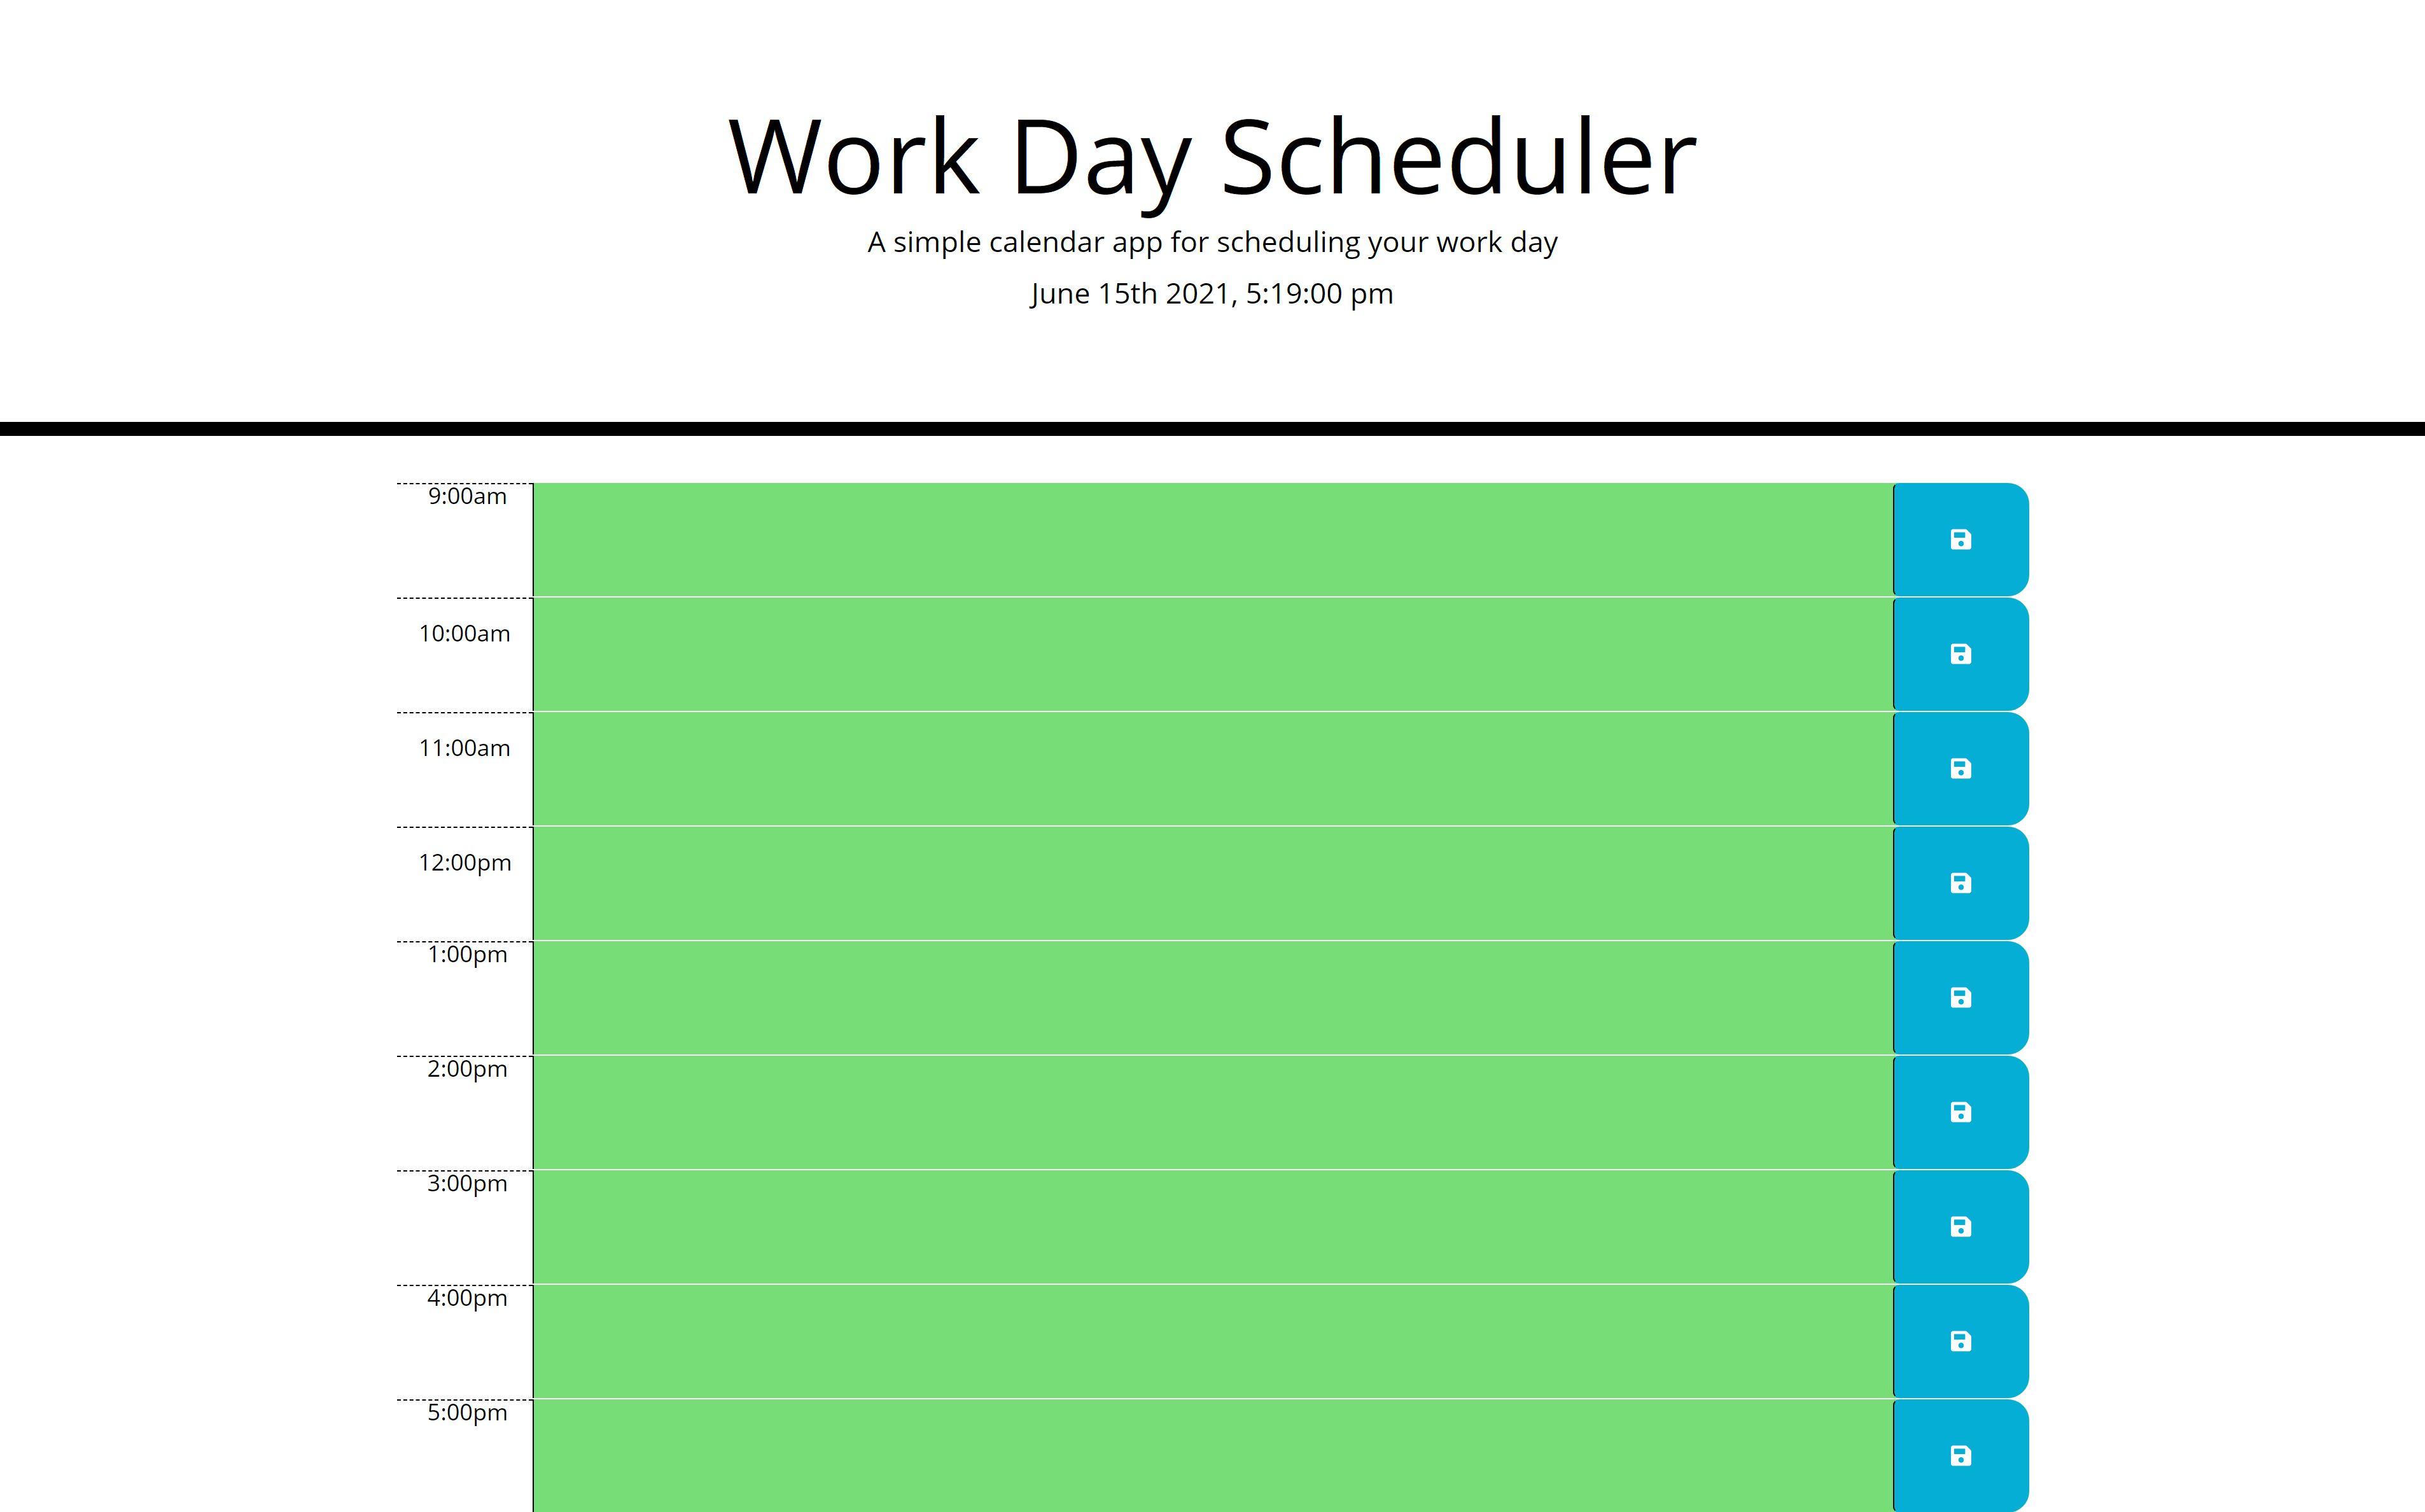 Work Day Scheduler
A simple calendar app for scheduling your work day
June 15th 2021, 5:19:00 pm
9:00am
10:00am
11:00am
12:00pm
1:00pm
2:00pm
3:00pm
4:00pm
5:00pm